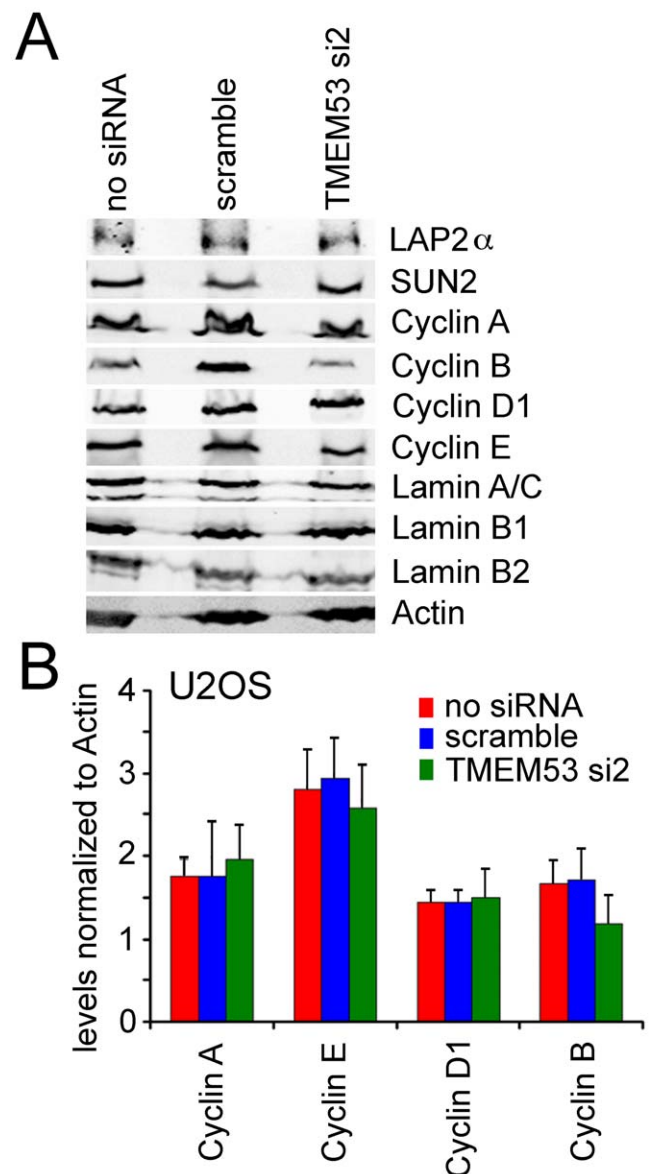 A
no siRNA
scramble
TMEM53 si2
LAP2α
SUN2
Cyclin A
Cyclin B
Cyclin D1
Cyclin E
Lamin A/C
Lamin B1
Lamin B2
Actin
B
U2OS
levels normalized to Actin
4
3
2
1
0
no siRNA
scramble
TMEM53 si2
Cyclin A
Cyclin E
Cyclin D1
Cyclin B